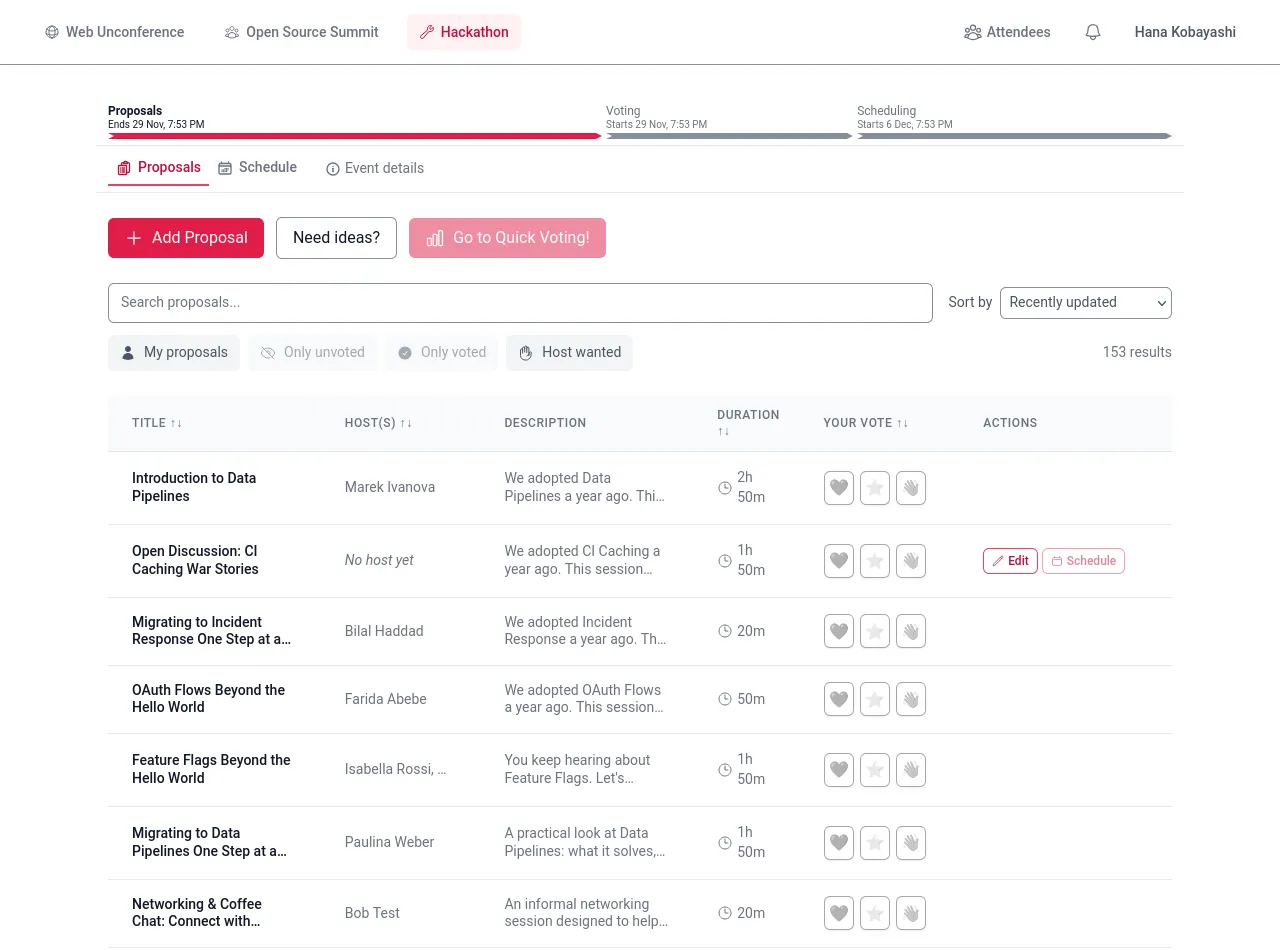 Web Unconference
Open Source Summit
Hackathon
Attendees
Hana Kobayashi
Proposals
Ends 29 Nov, 7:53 PM
Voting
Starts 29 Nov, 7:53 PM
Scheduling
Starts 6 Dec, 7:53 PM
Proposals
Schedule
Event details
Add Proposal
Need ideas?
Go to Quick Voting!
Search proposals...
Sort by
Recently updated
My proposals
Only unvoted
Only voted
Host wanted
153 results
TITLE ↑↓
HOST(S) ↑↓
DESCRIPTION
DURATION
↑↓
YOUR VOTE ↑↓
ACTIONS
Introduction to Data
Pipelines
Marek Ivanova
We adopted Data
Pipelines a year ago. Thi...
2h
50m
Open Discussion: CI
Caching War Stories
No host yet
We adopted CI Caching a
year ago. This session...
1h
50m
Edit
Schedule
Migrating to Incident
Response One Step at a...
Bilal Haddad
We adopted Incident
Response a year ago. Th...
20m
OAuth Flows Beyond the
Hello World
Farida Abebe
We adopted OAuth Flows
a year ago. This session...
50m
Feature Flags Beyond the
Hello World
Isabella Rossi, ...
You keep hearing about
Feature Flags. Let's...
1h
50m
Migrating to Data
Pipelines One Step at a...
Paulina Weber
A practical look at Data
Pipelines: what it solves,...
1h
50m
Networking & Coffee
Chat: Connect with...
Bob Test
An informal networking
session designed to help...
20m